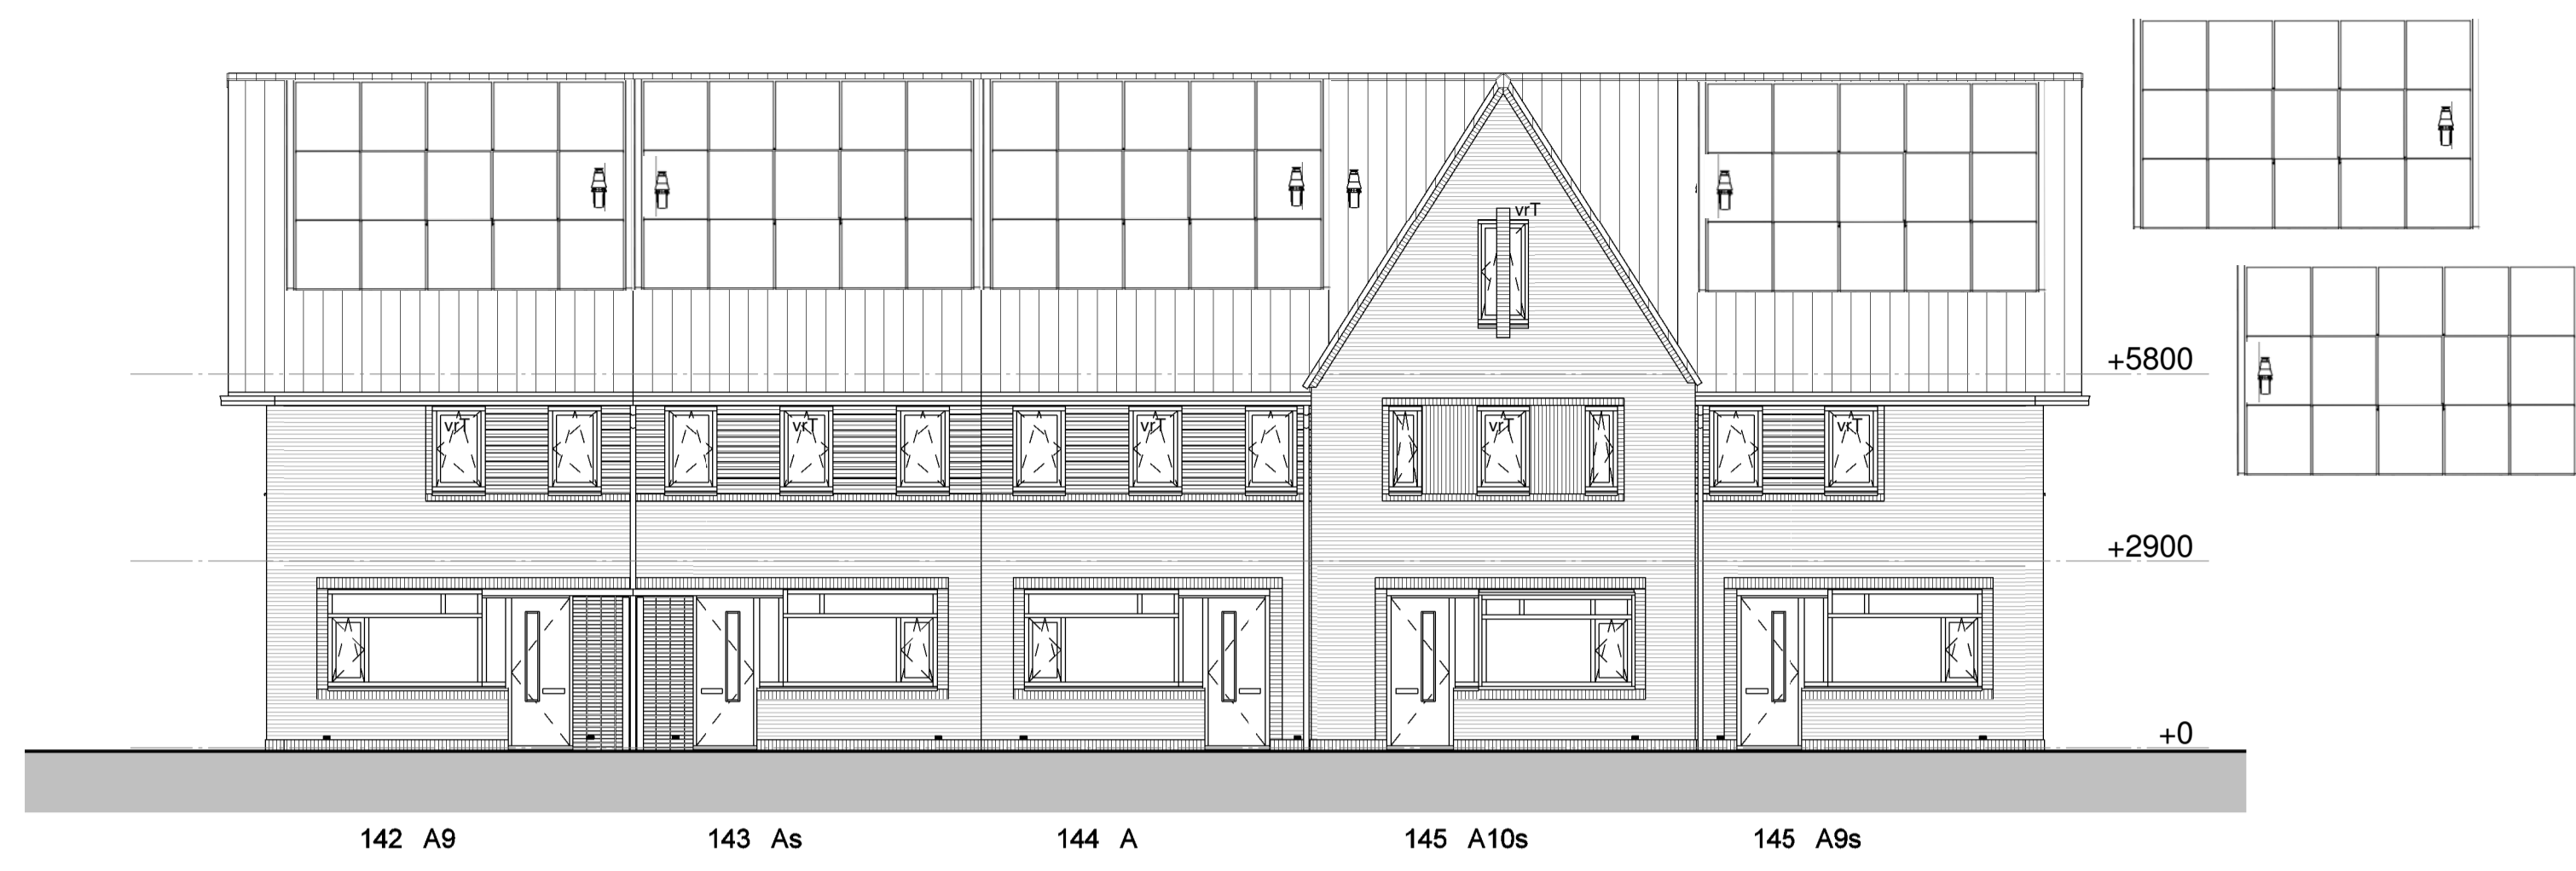 vrT
+5800
vrT vrT vrT vrT vrT
+2900
+0
142 A9 143 As 144 A 145 A10s 145 A9s